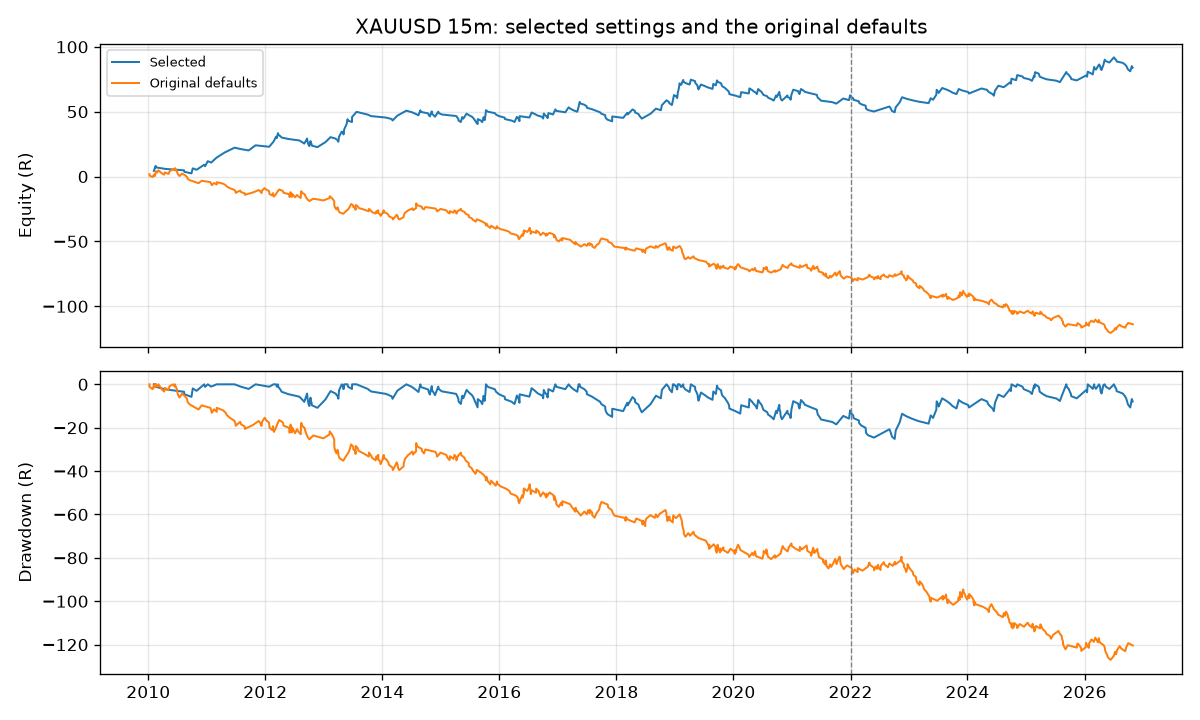 XAUUSD 15m: selected settings and the original defaults
Selected
Original defaults
100
50
0
−50
−100
Equity (R)
0
−20
−40
−60
−80
−100
−120
Drawdown (R)
2010 2012 2014 2016 2018 2020 2022 2024 2026